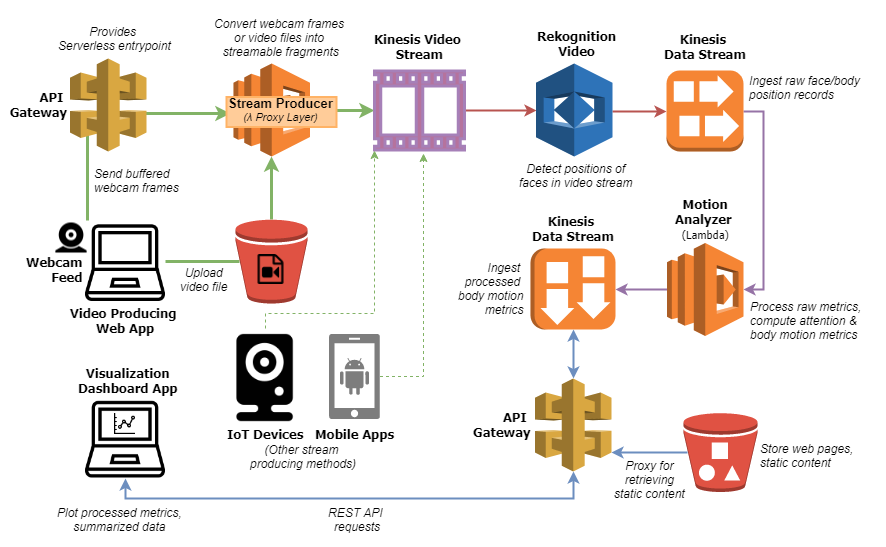 Provides
Serverless entrypoint
API
Gateway
Convert webcam frames
or video files into
streamable fragments
Stream Producer
(λ Proxy Layer)
Kinesis Video
Stream
Rekognition
Video
Detect positions of
faces in video stream
Kinesis
Data Stream
Ingest raw face/body
position records
Send buffered
webcam frames
Webcam
Feed
Video Producing
Web App
Upload
video file
Kinesis
Data Stream
Ingest
processed
body motion
metrics
Motion
Analyzer
(Lambda)
Process raw metrics,
compute attention &
body motion metrics
Visualization
Dashboard App
IoT Devices
Mobile Apps
(Other stream
producing methods)
API
Gateway
Store web pages,
static content
Proxy for
retrieving
static content
Plot processed metrics,
summarized data
REST API
requests